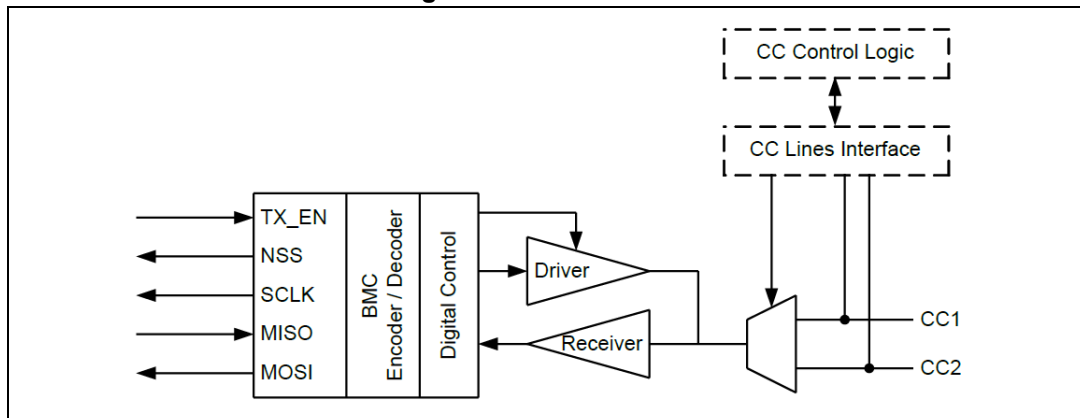 CC Control Logic
CC Lines Interface
TX_EN
NSS
SCLK
MISO
MOSI
BMC
Encoder / Decoder
Digital Control
Driver
Receiver
CC1
CC2